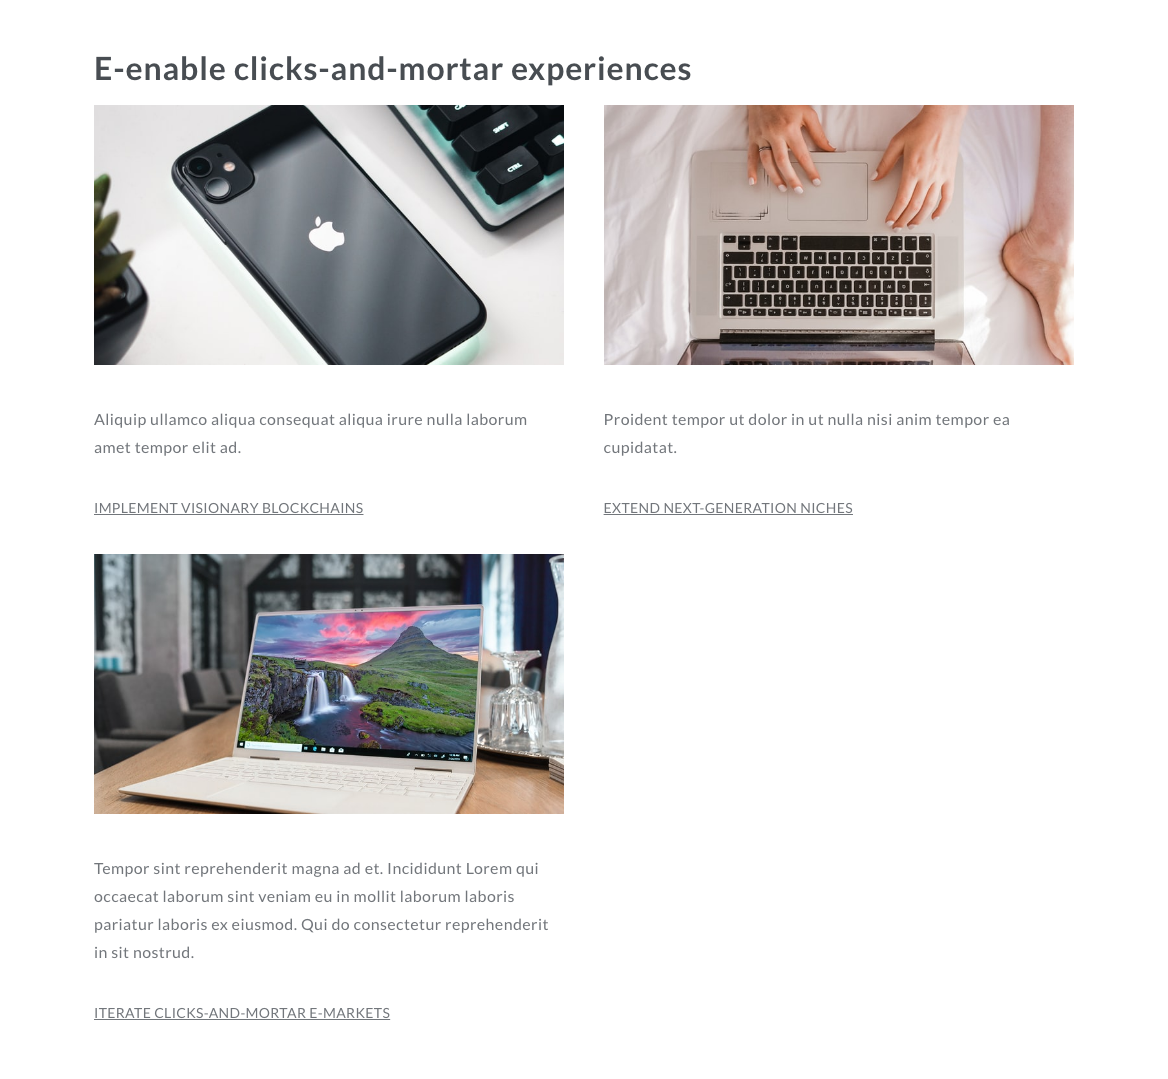 E-enable clicks-and-mortar experiences
SHIFT
CTRL
Aliquip ullamco aliqua consequat aliqua irure nulla laborum
amet tempor elit ad.
IMPLEMENT VISIONARY BLOCKCHAINS
Proident tempor ut dolor in ut nulla nisi anim tempor ea
cupidatat.
EXTEND NEXT-GENERATION NICHES
Tempor sint reprehenderit magna ad et. Incididunt Lorem qui
occaecat laborum sint veniam eu in mollit laborum laboris
pariatur laboris ex eiusmod. Qui do consectetur reprehenderit
in sit nostrud.
ITERATE CLICKS-AND-MORTAR E-MARKETS